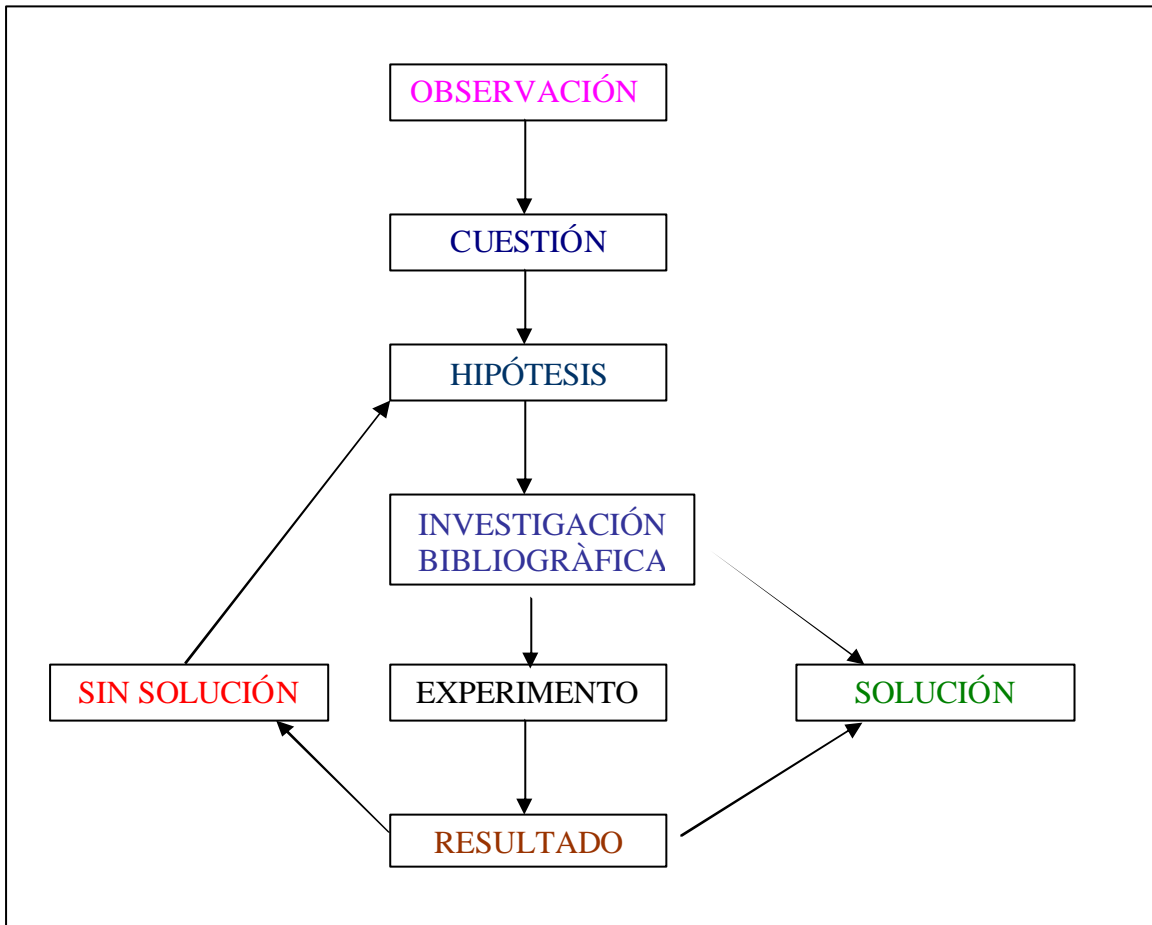 OBSERVACIÓN
CUESTIÓN
HIPÓTESIS
INVESTIGACIÓN
BIBLIOGRÀFICA
SIN SOLUCIÓN
EXPERIMENTO
SOLUCIÓN
RESULTADO